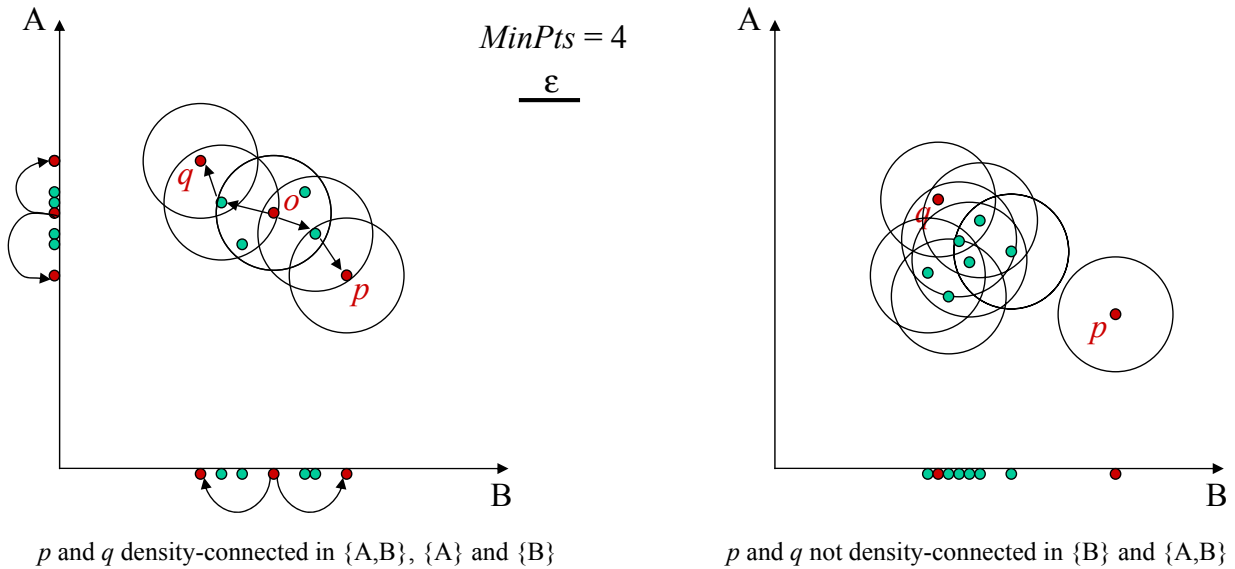 A
MinPts = 4
ε
q
o
p
B
p and q density-connected in {A,B}, {A} and {B}
A
q
p
B
p and q not density-connected in {B} and {A,B}